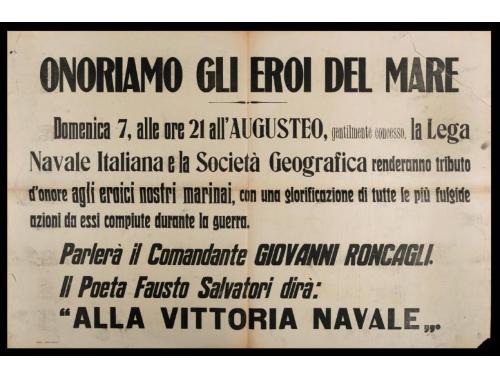 ONORIAMO GLI EROI DEL MARE
Domenica 7, alle ore 21 all'AUGUSTEO, gentilmente concesso, la Lega
Navale Italiana e la Società Geografica renderanno tributo
d'onore agli eroici nostri marinai, con una glorificazione di tutte le più fulgide
azioni da essi compiute durante la guerra.
Parlerà il Comandante GIOVANNI RONCAGLI.
Il Poeta Fausto Salvatori dirà:
"ALLA VITTORIA NAVALE„.